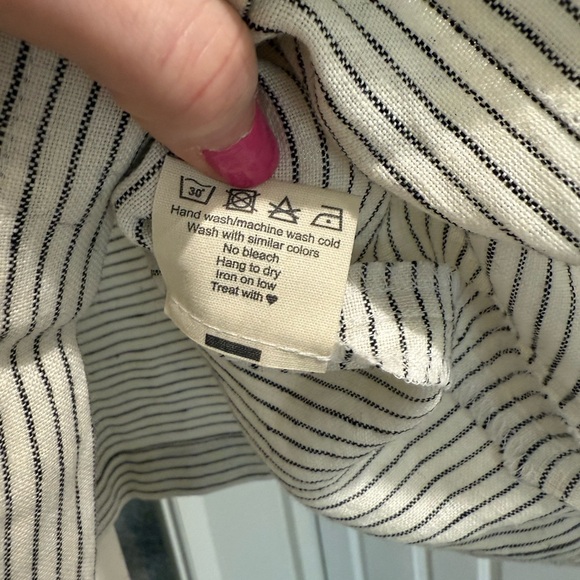 30°
Hand wash/machine wash cold
Wash with similar colors
No bleach
Hang to dry
Iron on low
Treat with ♥